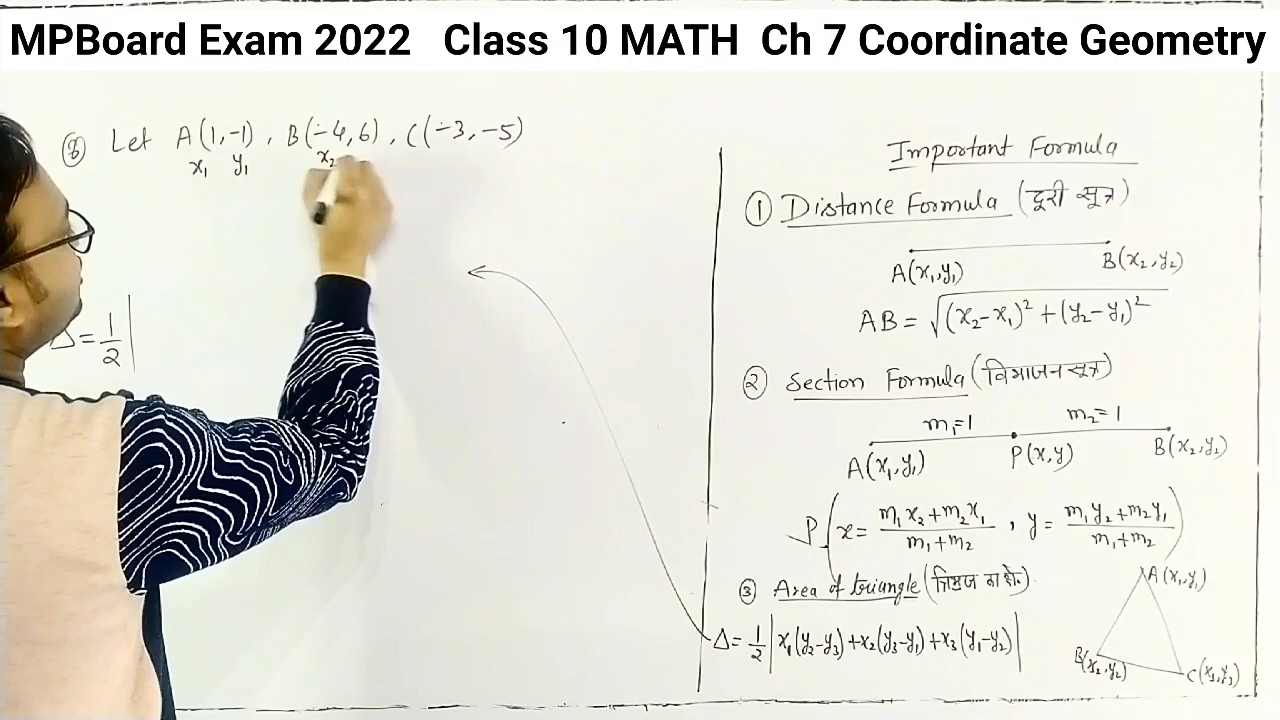 MPBoard Exam 2022 Class 10 MATH Ch 7 Coordinate Geometry
⑧ Let A(1,-1), B(-4,6), C(-3,-5)
x₁ y₁ x₂
Δ=1/2|
Important Formula
① Distance Formula (दूरी सूत्र)
A(x₁,y₁) B(x₂,y₂)
AB = √(x₂-x₁)²+(y₂-y₁)²
② Section Formula (विभाजन सूत्र)
m₁=1 m₂=1
A(x₁,y₁) P(x,y) B(x₂,y₂)
P(x = m₁x₂+m₂x₁/m₁+m₂, y = m₁y₂+m₂y₁/m₁+m₂)
③ Area of triangle (त्रिभुज का क्षे०)
Δ=1/2|x₁(y₂-y₃)+x₂(y₃-y₁)+x₃(y₁-y₂)|
A(x₁,y₁)
B(x₂,y₂) C(x₃,y₃)